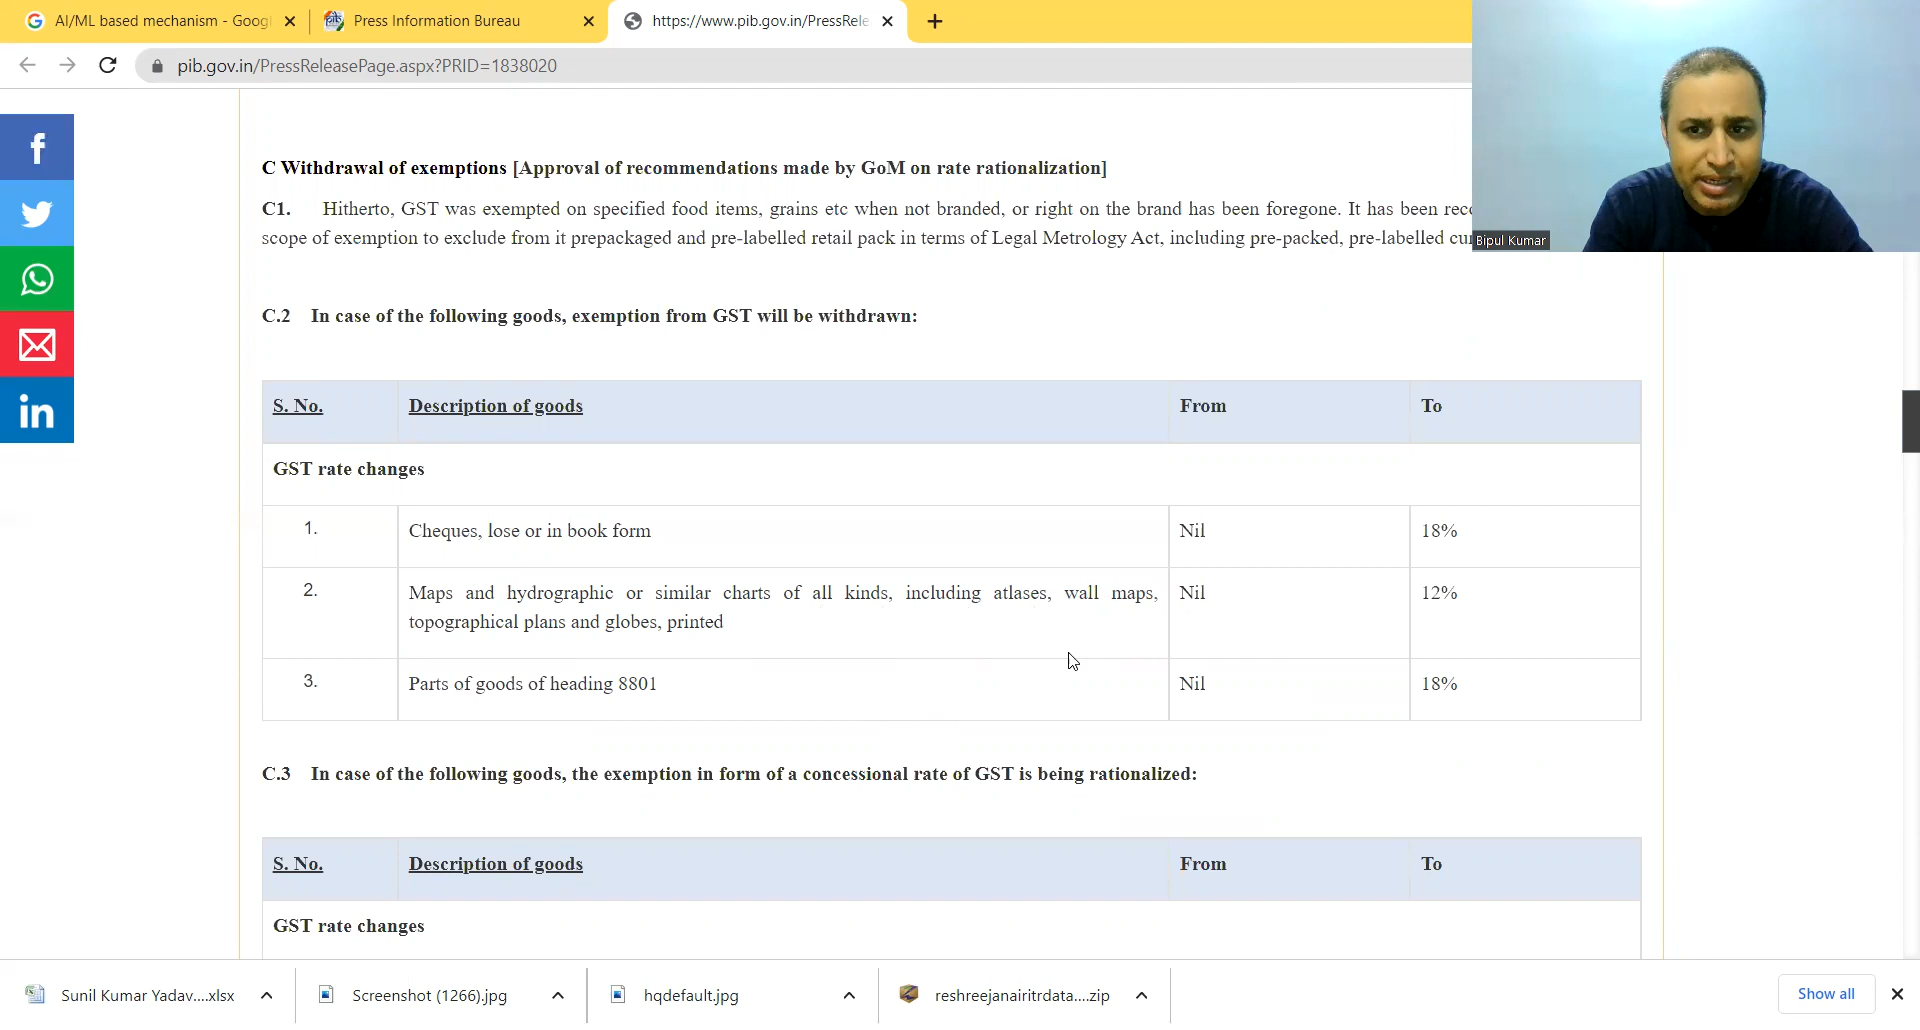 AI/ML based mechanism - Goog
Press Information Bureau
https://www.pib.gov.in/PressRele
pib.gov.in/PressReleasePage.aspx?PRID=1838020
Bipul Kumar
C Withdrawal of exemptions [Approval of recommendations made by GoM on rate rationalization]
C1. Hitherto, GST was exempted on specified food items, grains etc when not branded, or right on the brand has been foregone. It has been
scope of exemption to exclude from it prepackaged and pre-labelled retail pack in terms of Legal Metrology Act, including pre-packed, pre-labelled
C.2 In case of the following goods, exemption from GST will be withdrawn:
S. No. Description of goods From To
GST rate changes
1. Cheques, lose or in book form Nil 18%
2. Maps and hydrographic or similar charts of all kinds, including atlases, wall maps, Nil 12%
topographical plans and globes, printed
3. Parts of goods of heading 8801 Nil 18%
C.3 In case of the following goods, the exemption in form of a concessional rate of GST is being rationalized:
S. No. Description of goods From To
GST rate changes
Sunil Kumar Yadav....xlsx
Screenshot (1266).jpg
hqdefault.jpg
reshreejanairitrdata....zip
Show all